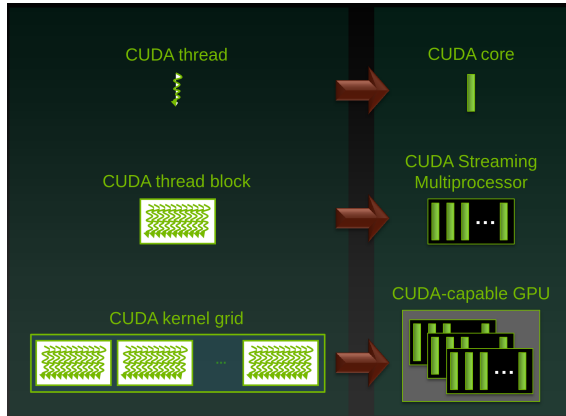 CUDA thread
CUDA core
CUDA thread block
CUDA Streaming
Multiprocessor
...
CUDA kernel grid
CUDA-capable GPU
...
...